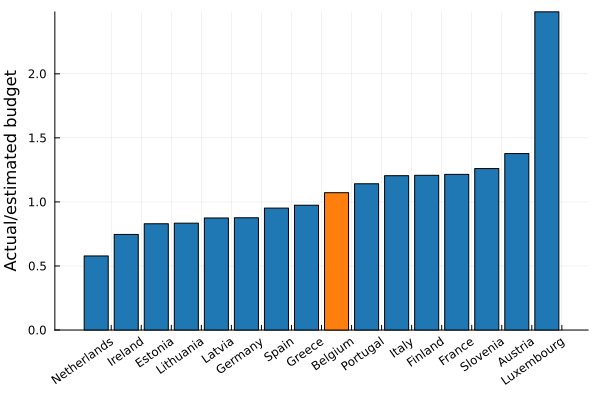 Actual/estimated budget
2.0
1.5
1.0
0.5
0.0
Netherlands
Ireland
Estonia
Lithuania
Latvia
Germany
Spain
Greece
Belgium
Portugal
Italy
Finland
France
Slovenia
Austria
Luxembourg